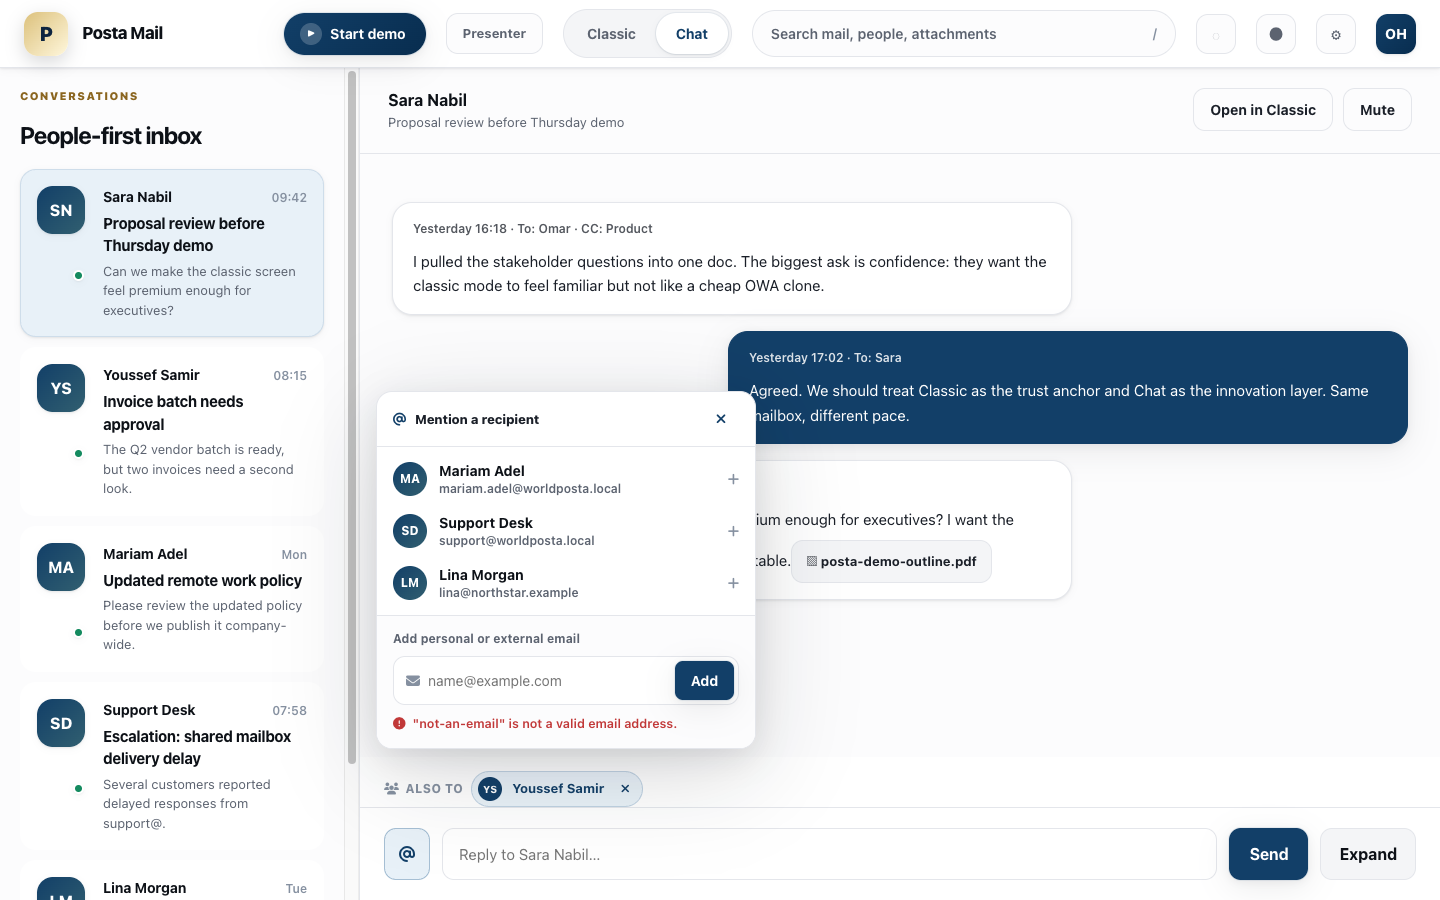 P
Posta Mail
Start demo
Presenter
Classic
Chat
Search mail, people, attachments
/
OH
CONVERSATIONS
People-first inbox
SN
Sara Nabil
09:42
Proposal review before
Thursday demo
Can we make the classic screen
feel premium enough for
executives?
YS
Youssef Samir
08:15
Invoice batch needs
approval
The Q2 vendor batch is ready,
but two invoices need a second
look.
MA
Mariam Adel
Mon
Updated remote work policy
Please review the updated policy
before we publish it company-
wide.
SD
Support Desk
07:58
Escalation: shared mailbox
delivery delay
Several customers reported
delayed responses from
support@.
LM
Lina Morgan
Tue
Sara Nabil
Proposal review before Thursday demo
Open in Classic
Mute
Yesterday 16:18 · To: Omar · CC: Product
I pulled the stakeholder questions into one doc. The biggest ask is confidence: they want the
classic mode to feel familiar but not like a cheap OWA clone.
Yesterday 17:02 · To: Sara
Agreed. We should treat Classic as the trust anchor and Chat as the innovation layer. Same
mailbox, different pace.
enough for executives? I want the
posta-demo-outline.pdf
@ Mention a recipient
MA
Mariam Adel
mariam.adel@worldposta.local
SD
Support Desk
support@worldposta.local
LM
Lina Morgan
lina@northstar.example
Add personal or external email
name@example.com
Add
"not-an-email" is not a valid email address.
ALSO TO
YS
Youssef Samir
@
Reply to Sara Nabil...
Send
Expand